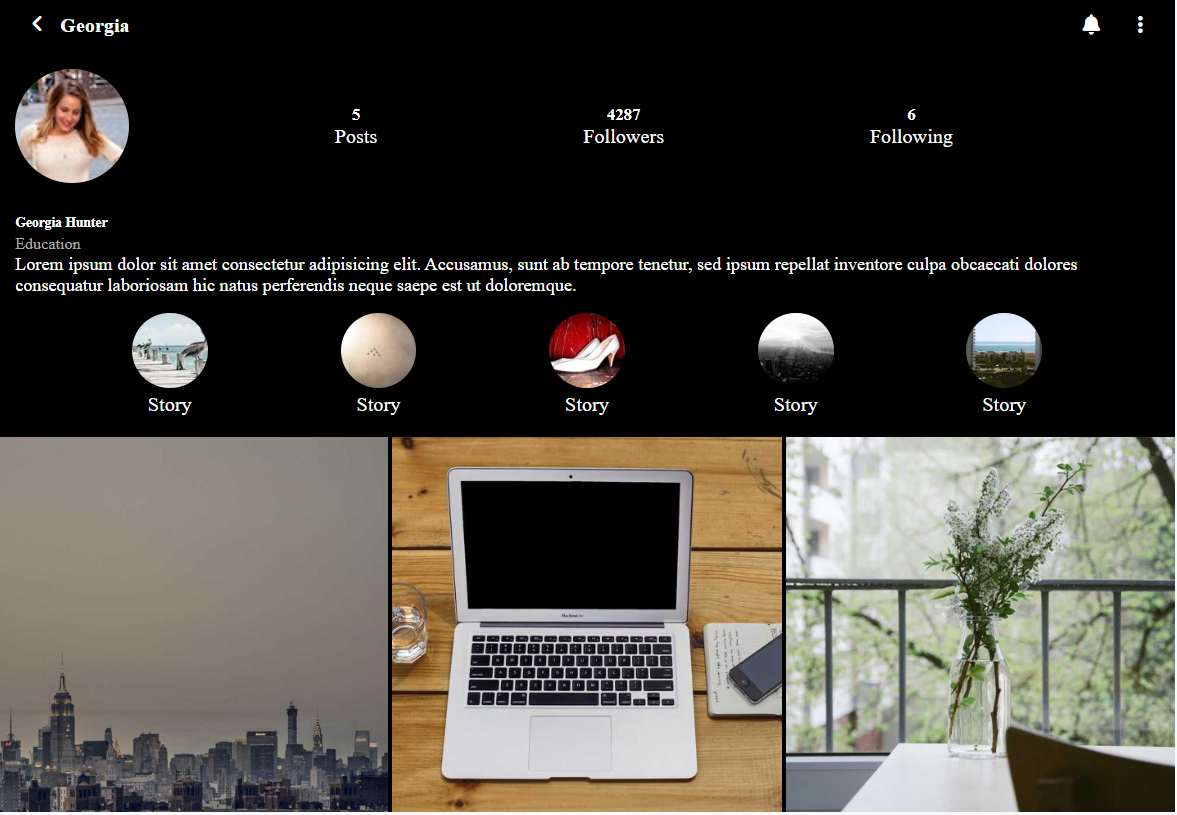 Georgia
5
Posts
4287
Followers
6
Following
Georgia Hunter
Education
Lorem ipsum dolor sit amet consectetur adipisicing elit. Accusamus, sunt ab tempore tenetur, sed ipsum repellat inventore culpa obcaecati dolores
consequatur laboriosam hic natus perferendis neque saepe est ut doloremque.
Story
Story
Story
Story
Story
MacBook Air